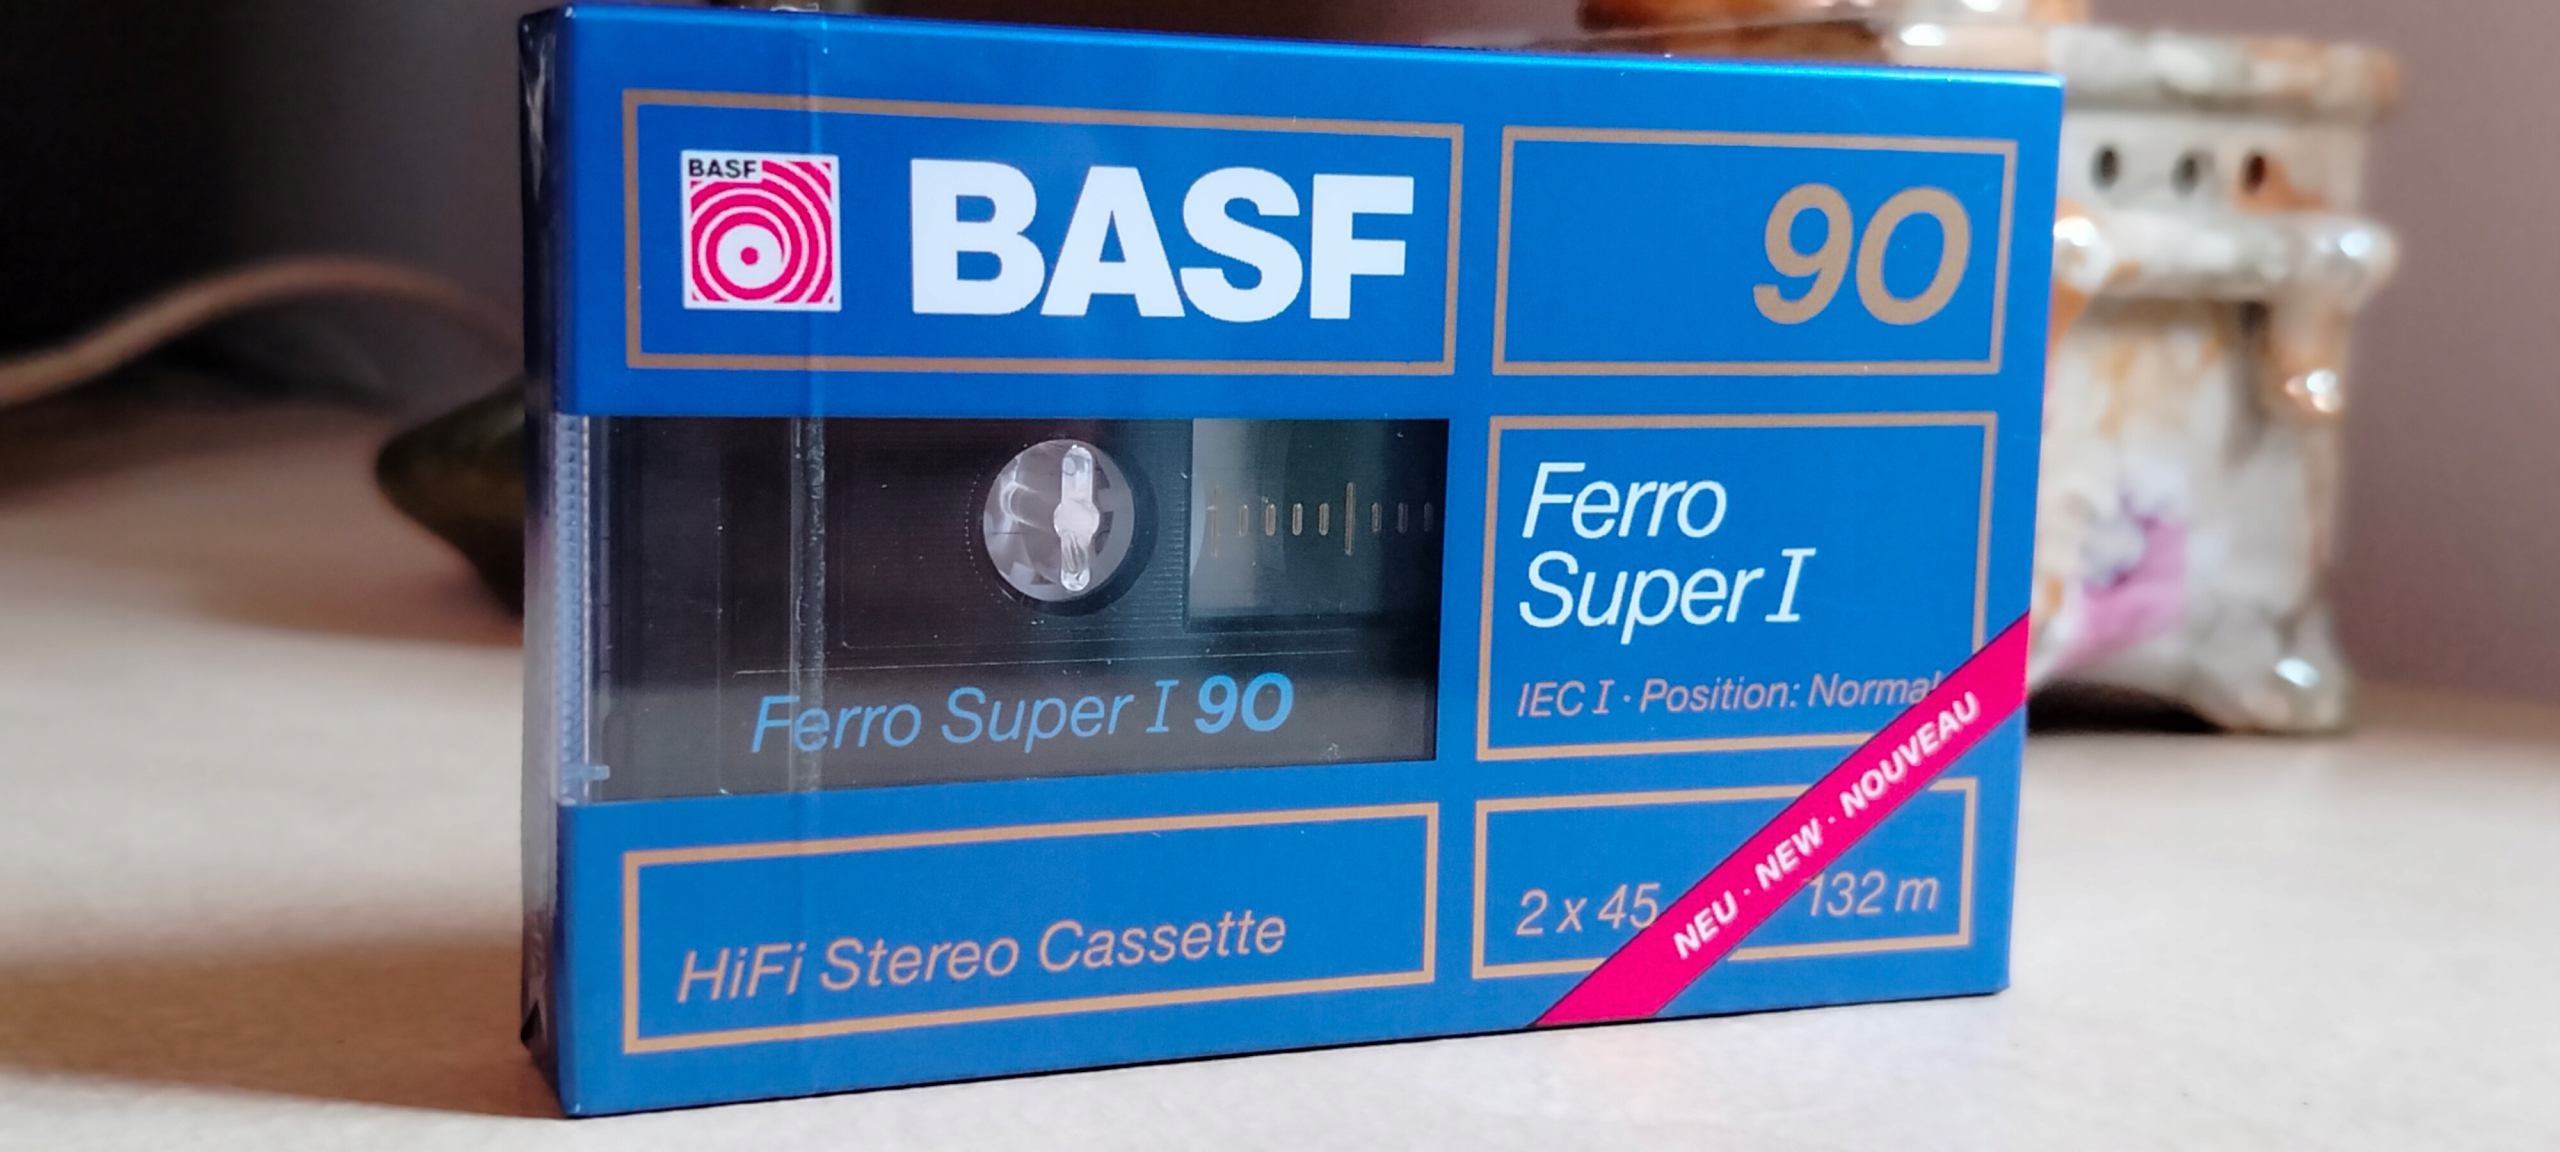 BASF
BASF
90
Ferro Super I 90
Ferro
Super I
IEC I · Position: Normal
HiFi Stereo Cassette
2 x 45
132 m
NEU · NEW · NOUVEAU